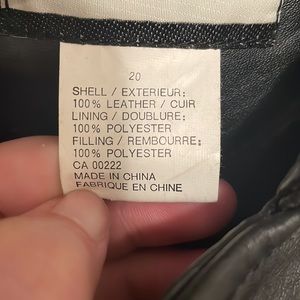 20
SHELL / EXTERIEUR:
100% LEATHER / CUIR
LINING / DOUBLURE:
100% POLYESTER
FILLING / REMBOURRE:
100% POLYESTER
CA 00222
MADE IN CHINA
FABRIQUE EN CHINE